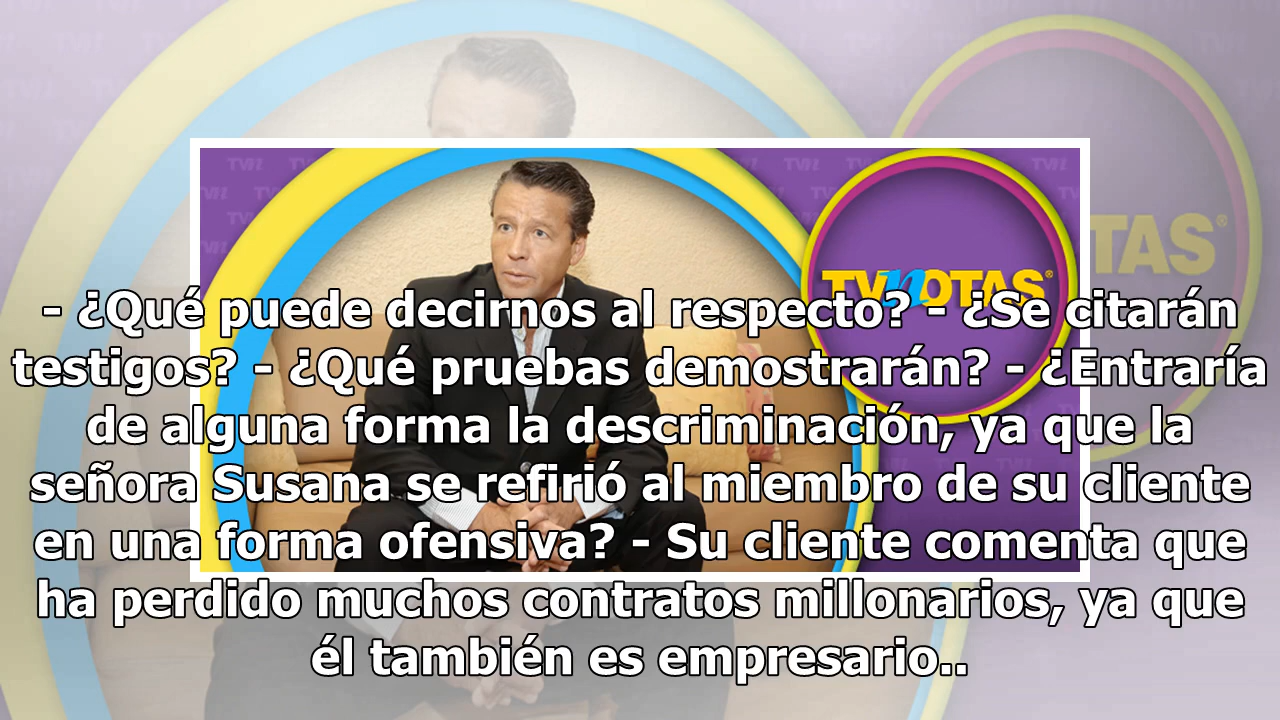 TVNOTAS®
TAS®
- ¿Qué puede decirnos al respecto? - ¿Se citarán
testigos? - ¿Qué pruebas demostrarán? - ¿Entraría
de alguna forma la descriminación, ya que la
señora Susana se refirió al miembro de su cliente
en una forma ofensiva? - Su cliente comenta que
ha perdido muchos contratos millonarios, ya que
él también es empresario..